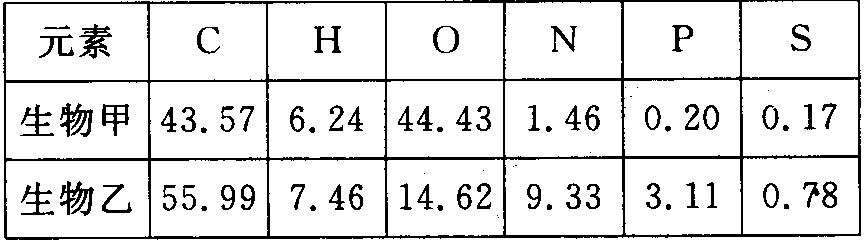 元素 C H O N P S
生物甲 43.57 6.24 44.43 1.46 0.20 0.17
生物乙 55.99 7.46 14.62 9.33 3.11 0.78